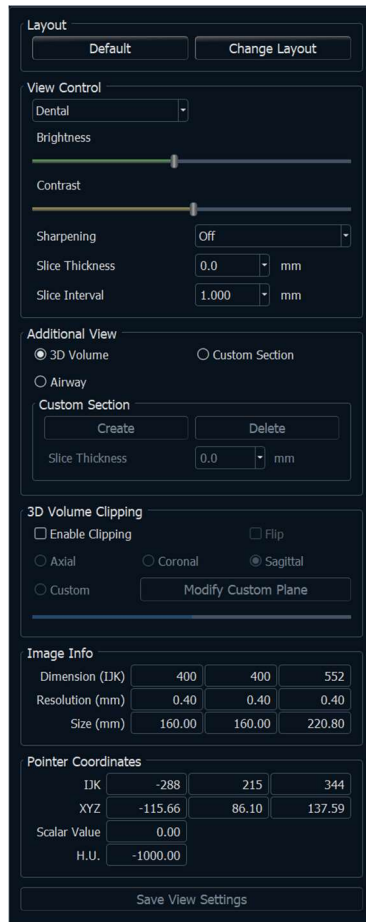 Layout
Default Change Layout
View Control
Dental
Brightness
Contrast
Sharpening Off
Slice Thickness 0.0 mm
Slice Interval 1.000 mm
Additional View
3D Volume Custom Section
Airway
Custom Section
Create Delete
Slice Thickness 0.0 mm
3D Volume Clipping
Enable Clipping Flip
Axial Coronal Sagittal
Custom Modify Custom Plane
Image Info
Dimension (IJK) 400 400 552
Resolution (mm) 0.40 0.40 0.40
Size (mm) 160.00 160.00 220.80
Pointer Coordinates
IJK -288 215 344
XYZ -115.66 86.10 137.59
Scalar Value 0.00
H.U. -1000.00
Save View Settings